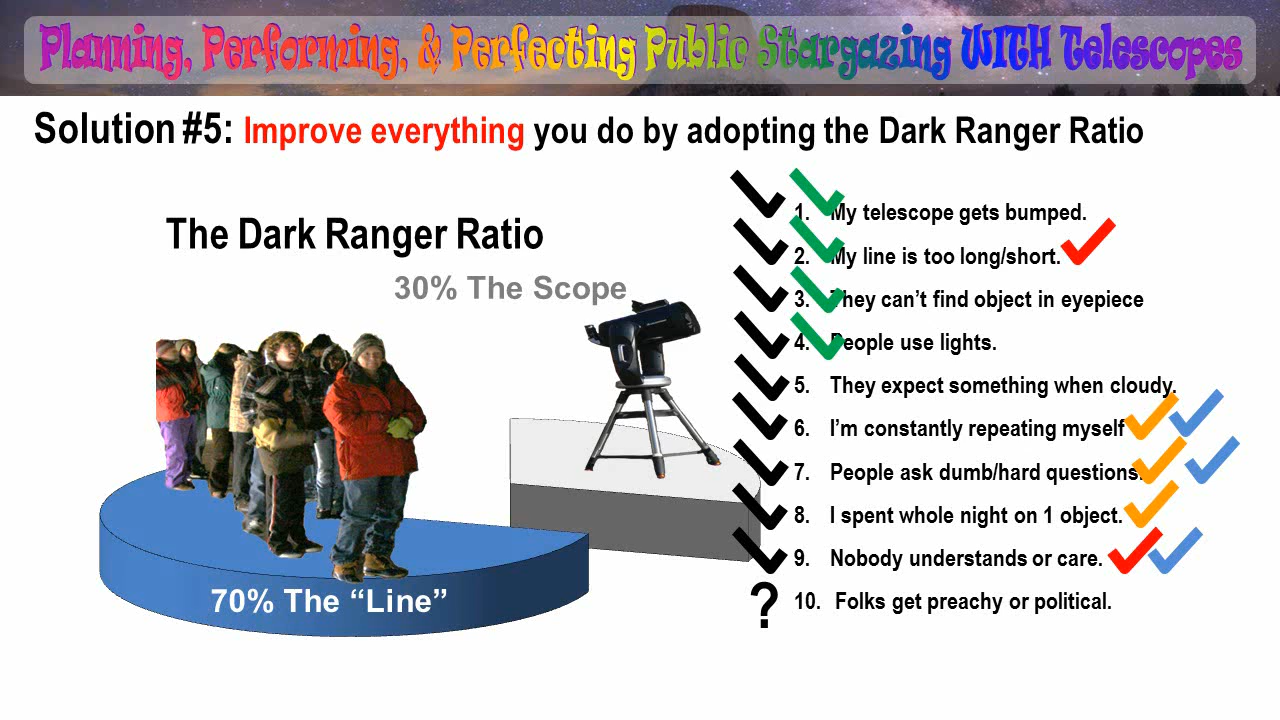 Planning, Performing, & Perfecting Public Stargazing WITH Telescopes
Solution #5: Improve everything you do by adopting the Dark Ranger Ratio
The Dark Ranger Ratio
30% The Scope
70% The “Line”
1. My telescope gets bumped.
2. My line is too long/short.
3. They can’t find object in eyepiece
4. People use lights.
5. They expect something when cloudy.
6. I’m constantly repeating myself
7. People ask dumb/hard questions.
8. I spent whole night on 1 object.
9. Nobody understands or care.
? 10. Folks get preachy or political.